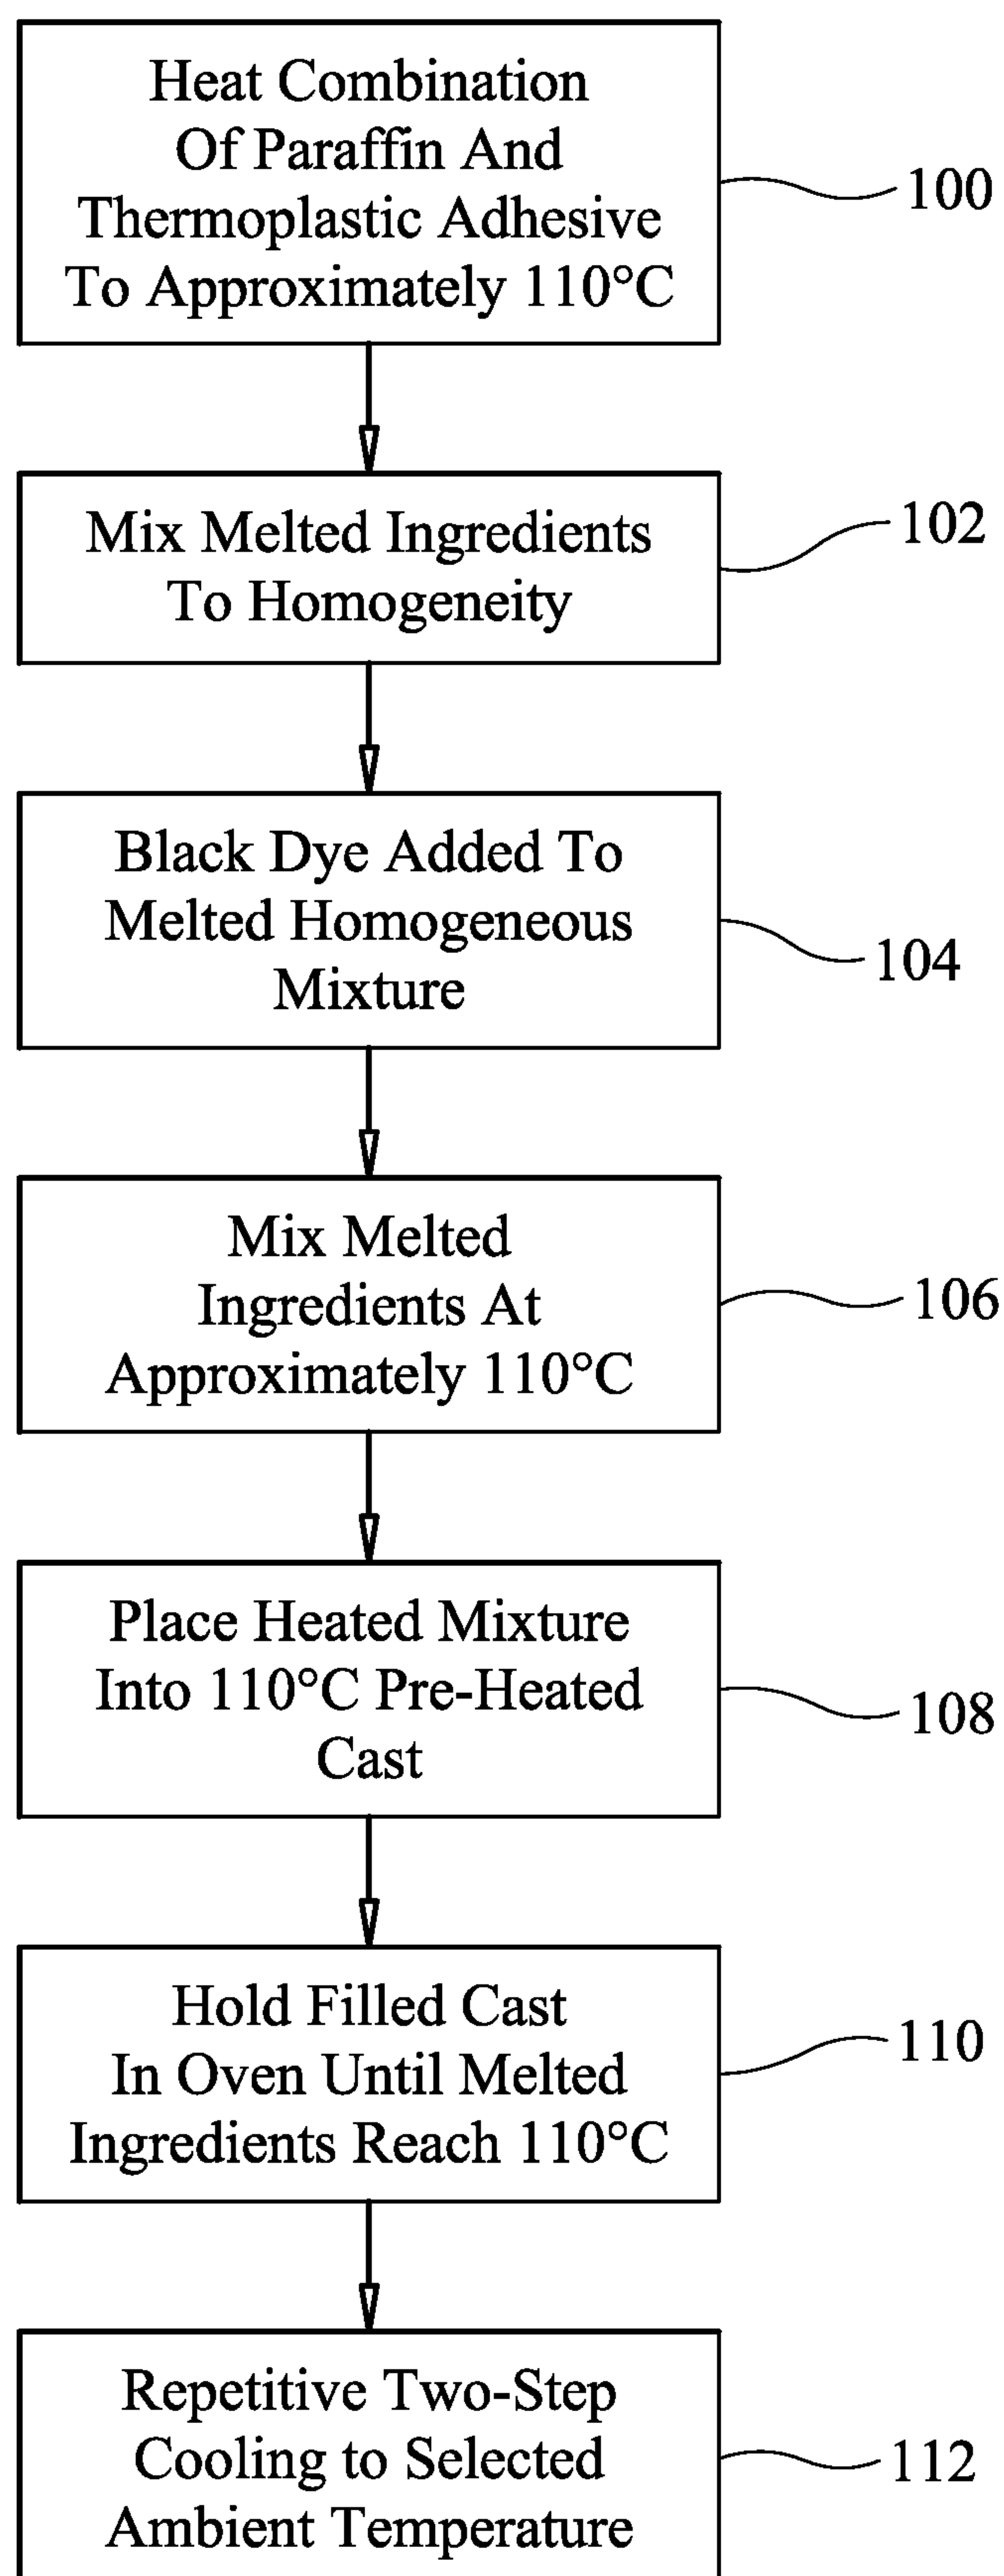 Heat Combination
Of Paraffin And
Thermoplastic Adhesive
To Approximately 110°C
100
Mix Melted Ingredients
To Homogeneity
102
Black Dye Added To
Melted Homogeneous
Mixture
104
Mix Melted
Ingredients At
Approximately 110°C
106
Place Heated Mixture
Into 110°C Pre-Heated
Cast
108
Hold Filled Cast
In Oven Until Melted
Ingredients Reach 110°C
110
Repetitive Two-Step
Cooling to Selected
Ambient Temperature
112